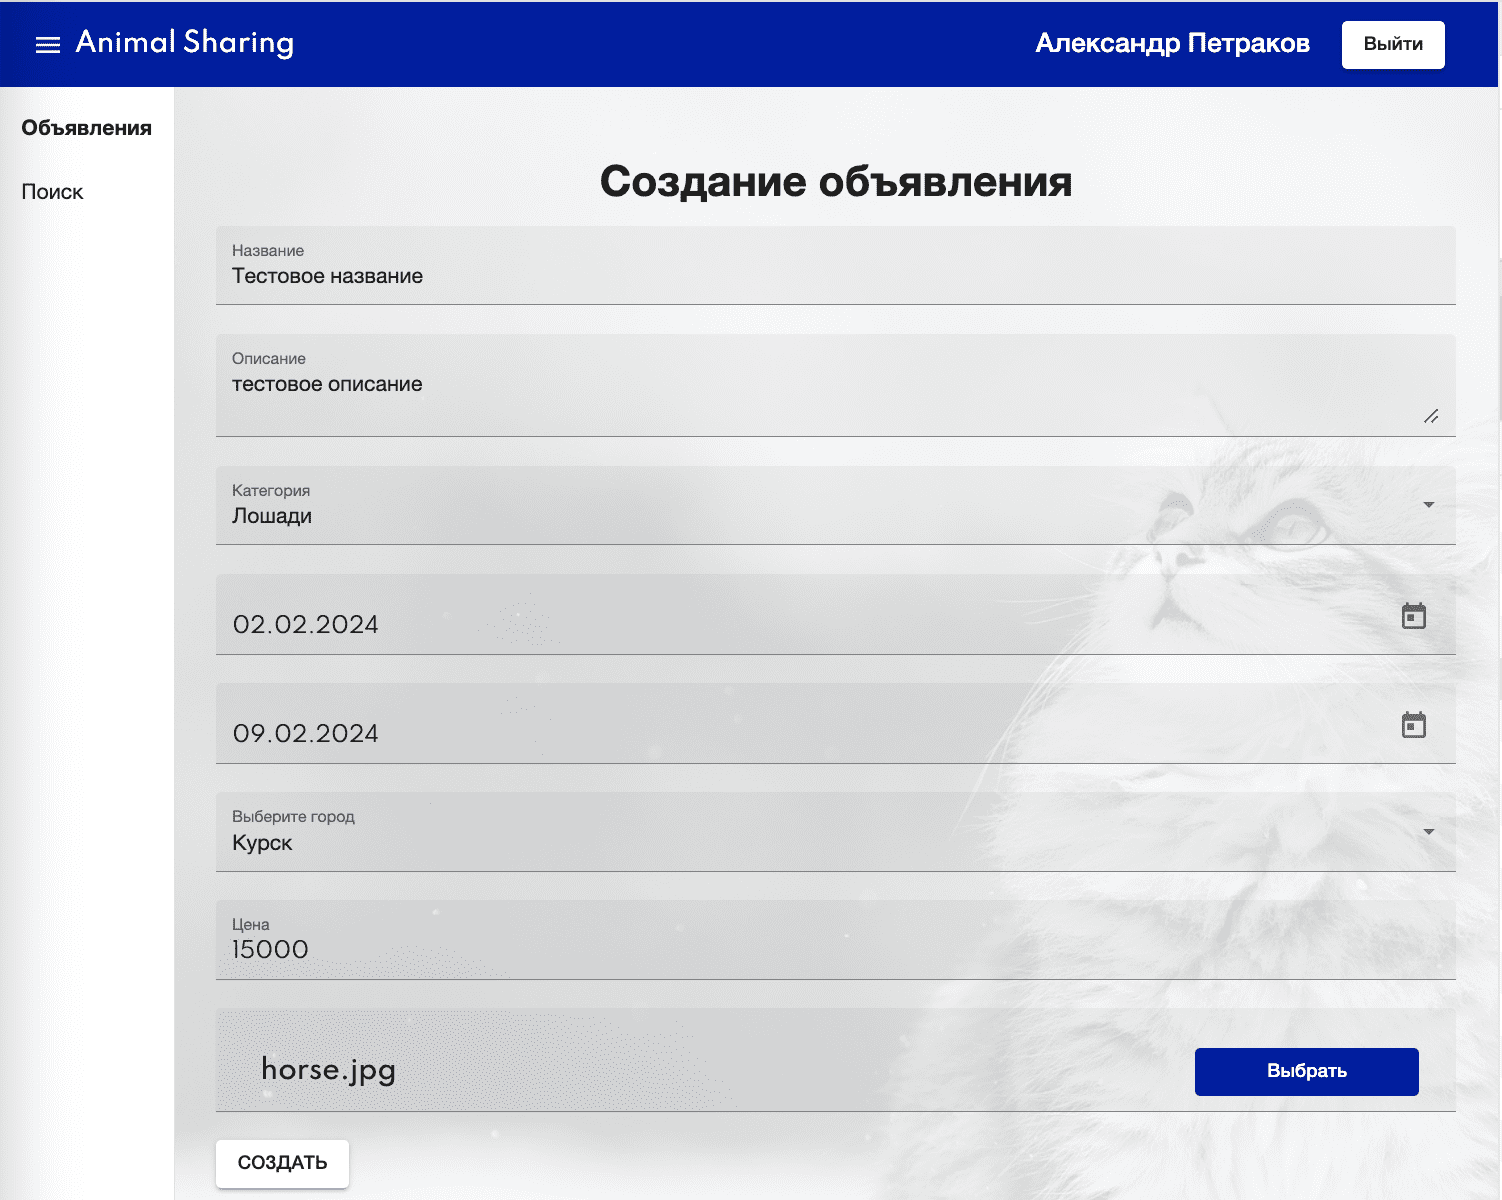 Animal Sharing
Александр Петраков
Выйти
Объявления
Поиск
Создание объявления
Название
Тестовое название
Описание
тестовое описание
Категория
Лошади
02.02.2024
09.02.2024
Выберите город
Курск
Цена
15000
horse.jpg
Выбрать
СОЗДАТЬ